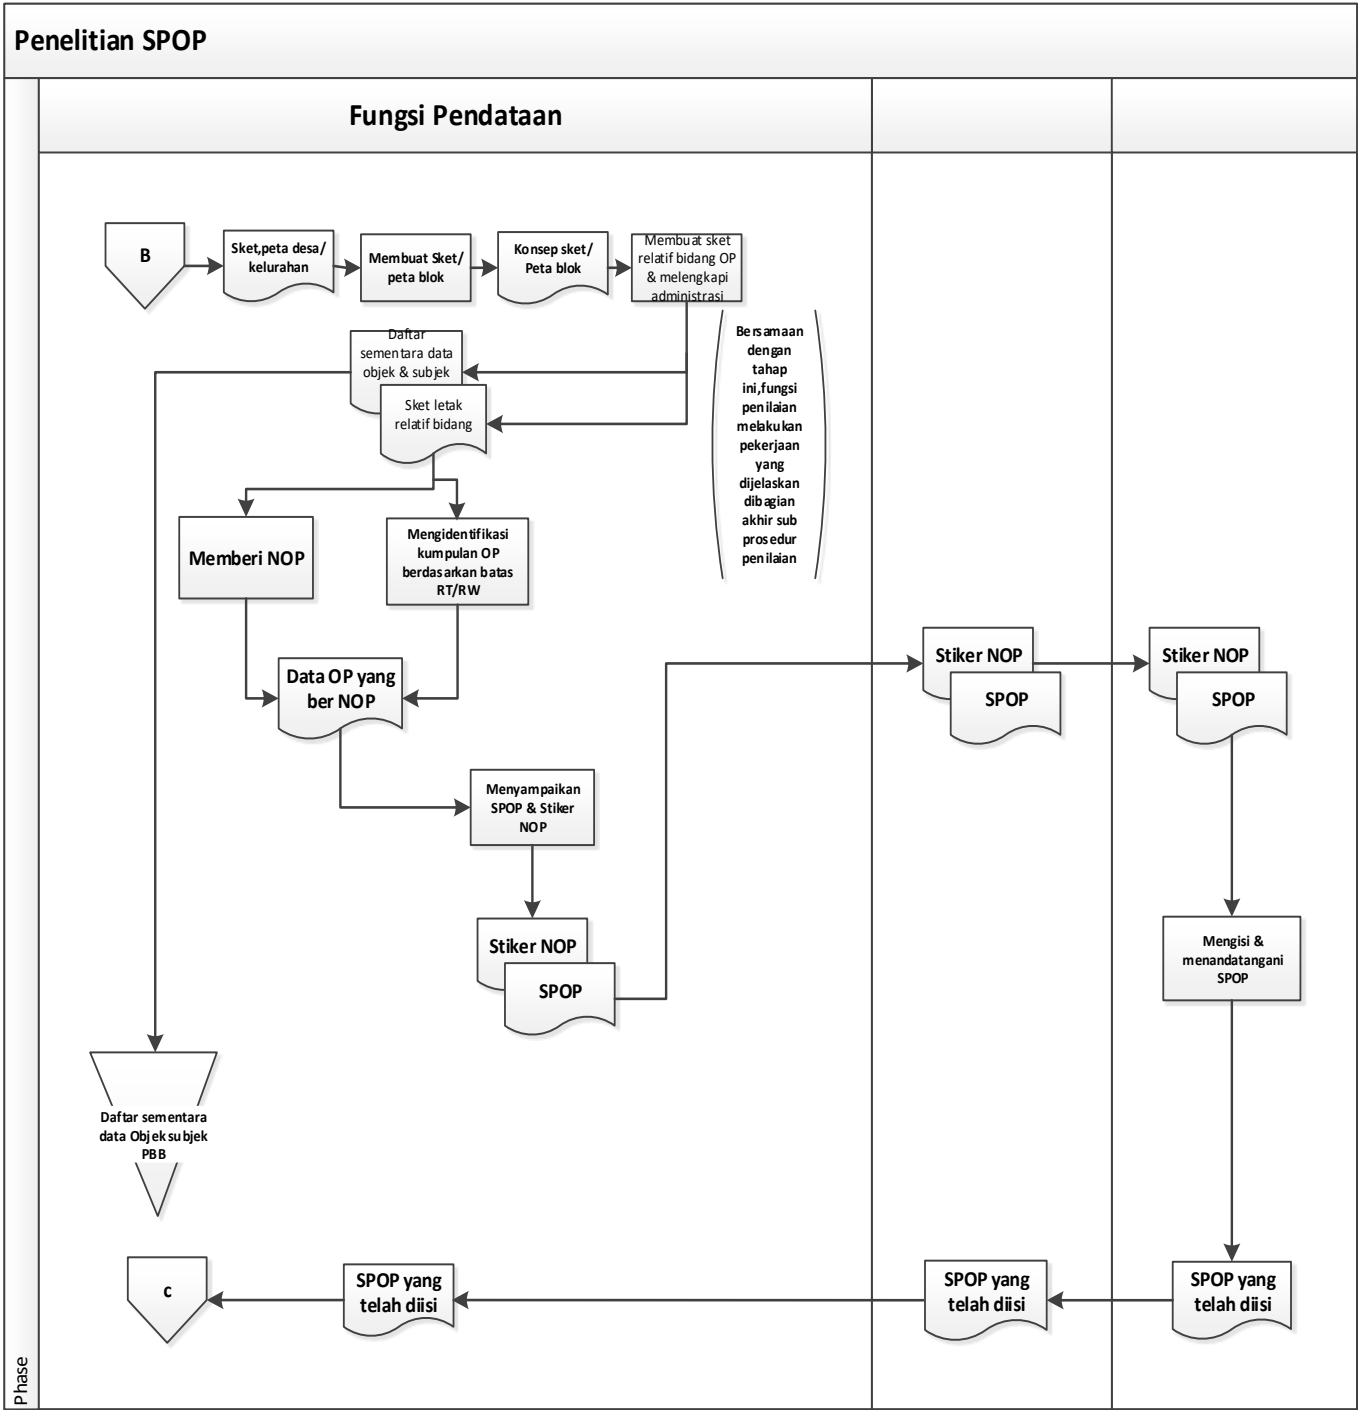 Penelitian SPOP
Fungsi Pendataan
B
Sket,peta desa/
kelurahan
Membuat Sket/
peta blok
Konsep sket/
Peta blok
Membuat sket
relatif bidang OP
& melengkapi
administrasi
Bersamaan
dengan
tahap
ini,fungsi
penilaian
melakukan
pekerjaan
yang
dijelaskan
dibagian
akhir sub
prosedur
penilaian
Daftar
sementara data
objek & subjek
Sket letak
relatif bidang
Memberi NOP
Mengidentifikasi
kumpulan OP
berdasarkan batas
RT/RW
Data OP yang
ber NOP
Stiker NOP
SPOP
Stiker NOP
SPOP
Menyampaikan
SPOP & Stiker
NOP
Stiker NOP
SPOP
Mengisi &
menandatangani
SPOP
Daftar sementara
data Objek subjek
PBB
c
SPOP yang
telah diisi
SPOP yang
telah diisi
SPOP yang
telah diisi
Phase